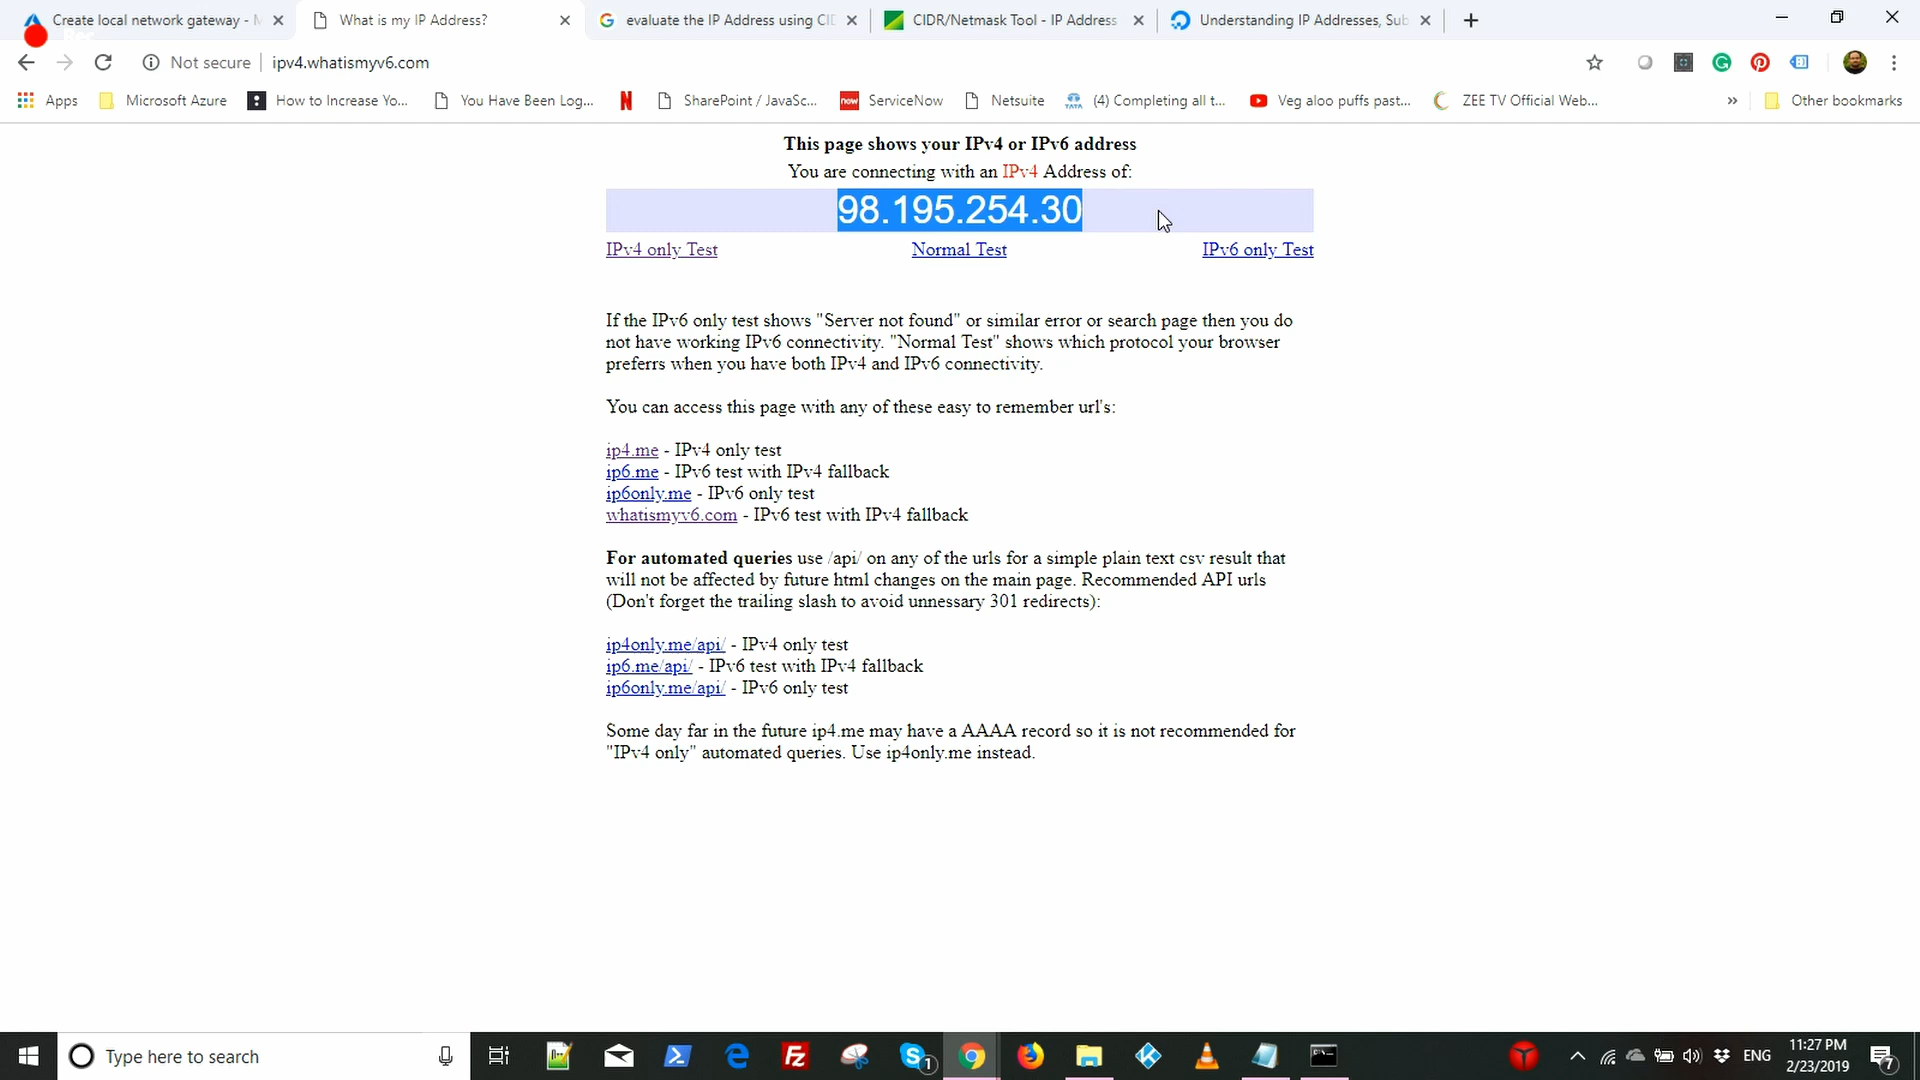 Create local network gateway - M
What is my IP Address?
evaluate the IP Address using CID
CIDR/Netmask Tool - IP Address
Understanding IP Addresses, Sub
Rec
Not secure
ipv4.whatismyv6.com
Apps
Microsoft Azure
How to Increase Yo...
You Have Been Log...
SharePoint / JavaSc...
now
ServiceNow
Netsuite
TATA
(4) Completing all t...
Veg aloo puffs past...
ZEE TV Official Web...
»
Other bookmarks
This page shows your IPv4 or IPv6 address
You are connecting with an IPv4 Address of:
98.195.254.30
IPv4 only Test
Normal Test
IPv6 only Test
If the IPv6 only test shows "Server not found" or similar error or search page then you do
not have working IPv6 connectivity. "Normal Test" shows which protocol your browser
preferrs when you have both IPv4 and IPv6 connectivity.
You can access this page with any of these easy to remember url's:
ip4.me - IPv4 only test
ip6.me - IPv6 test with IPv4 fallback
ip6only.me - IPv6 only test
whatismyv6.com - IPv6 test with IPv4 fallback
For automated queries use /api/ on any of the urls for a simple plain text csv result that
will not be affected by future html changes on the main page. Recommended API urls
(Don't forget the trailing slash to avoid unnessary 301 redirects):
ip4only.me/api/ - IPv4 only test
ip6.me/api/ - IPv6 test with IPv4 fallback
ip6only.me/api/ - IPv6 only test
Some day far in the future ip4.me may have a AAAA record so it is not recommended for
"IPv4 only" automated queries. Use ip4only.me instead.
Type here to search
1
ENG
11:27 PM
2/23/2019
7